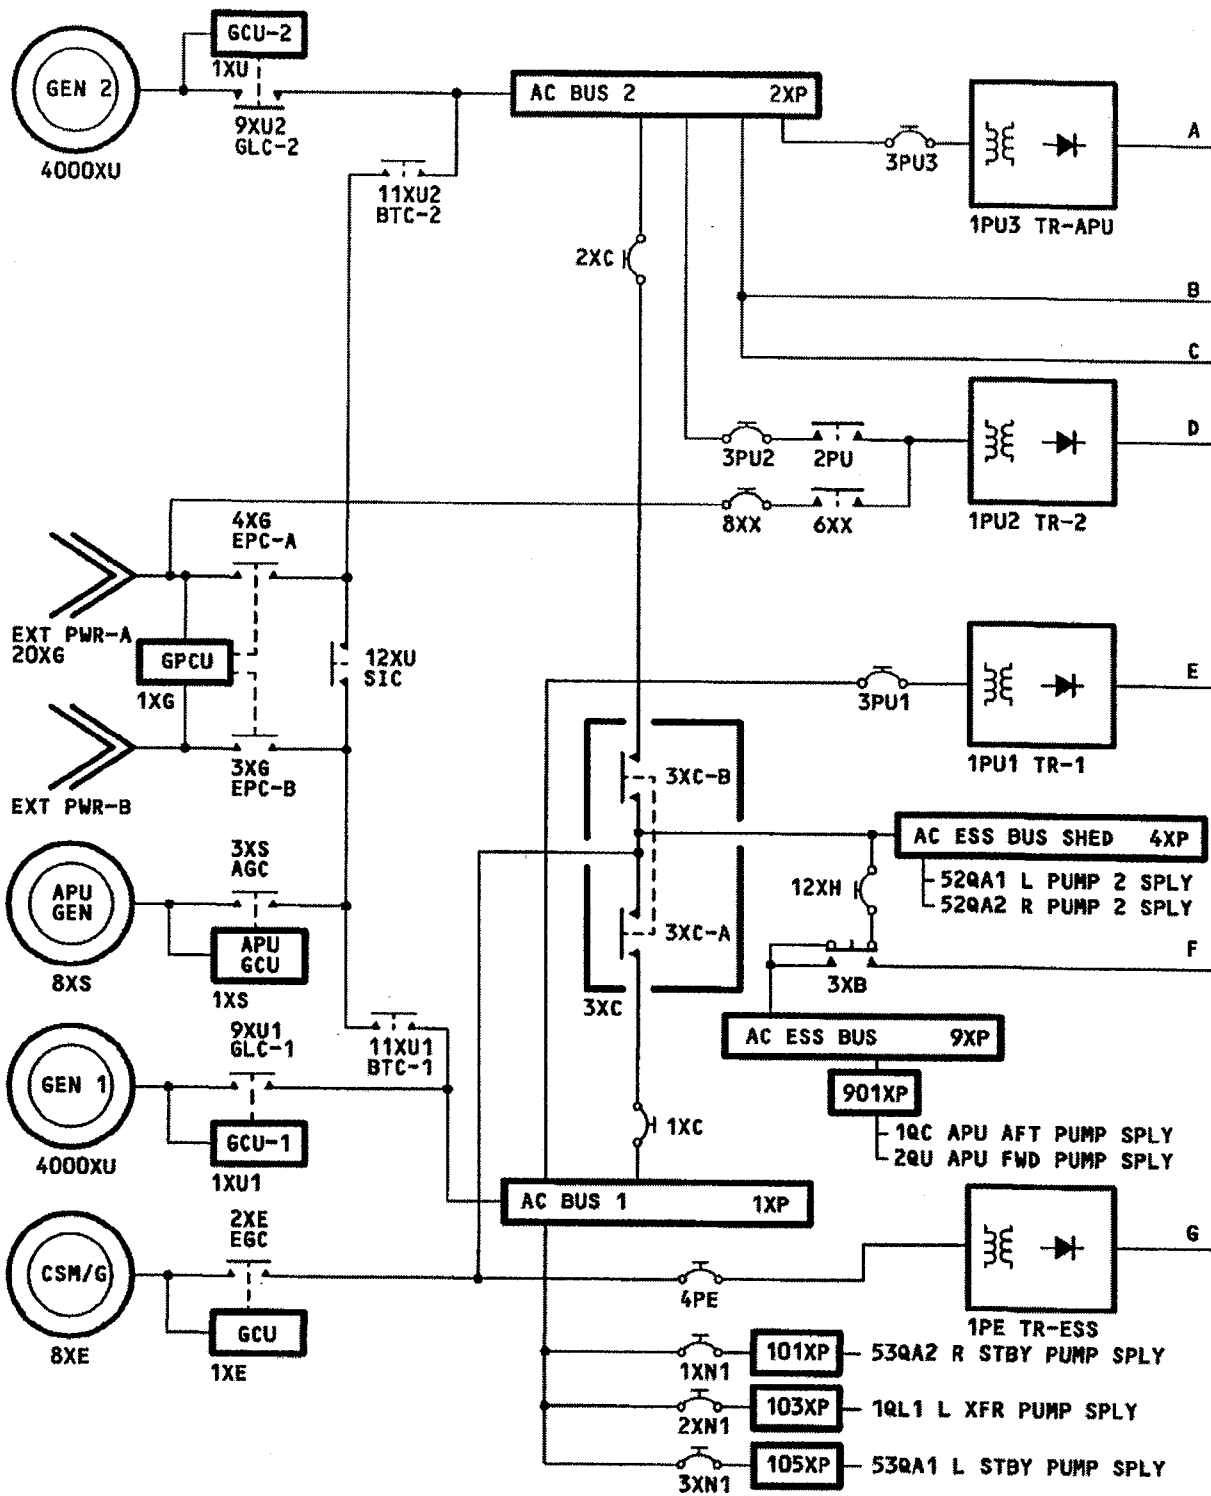 GCU-2
1XU
GEN 2
4000XU
9XU2
GLC-2
AC BUS 2 2XP
11XU2
BTC-2
3PU3
1PU3 TR-APU
A
2XC
B
C
3PU2
2PU
8XX
6XX
1PU2 TR-2
D
4XG
EPC-A
EXT PWR-A
20XG
GPCU
1XG
12XU
SIC
3PU1
1PU1 TR-1
E
3XG
EPC-B
EXT PWR-B
3XC-B
3XC-A
3XC
AC ESS BUS SHED 4XP
52QA1 L PUMP 2 SPLY
52QA2 R PUMP 2 SPLY
12XH
3XB
F
3XS
AGC
APU
GEN
8XS
APU
GCU
1XS
AC ESS BUS 9XP
901XP
1QC APU AFT PUMP SPLY
2QU APU FWD PUMP SPLY
9XU1
GLC-1
11XU1
BTC-1
GEN 1
4000XU
GCU-1
1XU1
1XC
AC BUS 1 1XP
2XE
EGC
CSM/G
8XE
GCU
1XE
4PE
1PE TR-ESS
G
1XN1
101XP
53QA2 R STBY PUMP SPLY
2XN1
103XP
1QL1 L XFR PUMP SPLY
3XN1
105XP
53QA1 L STBY PUMP SPLY